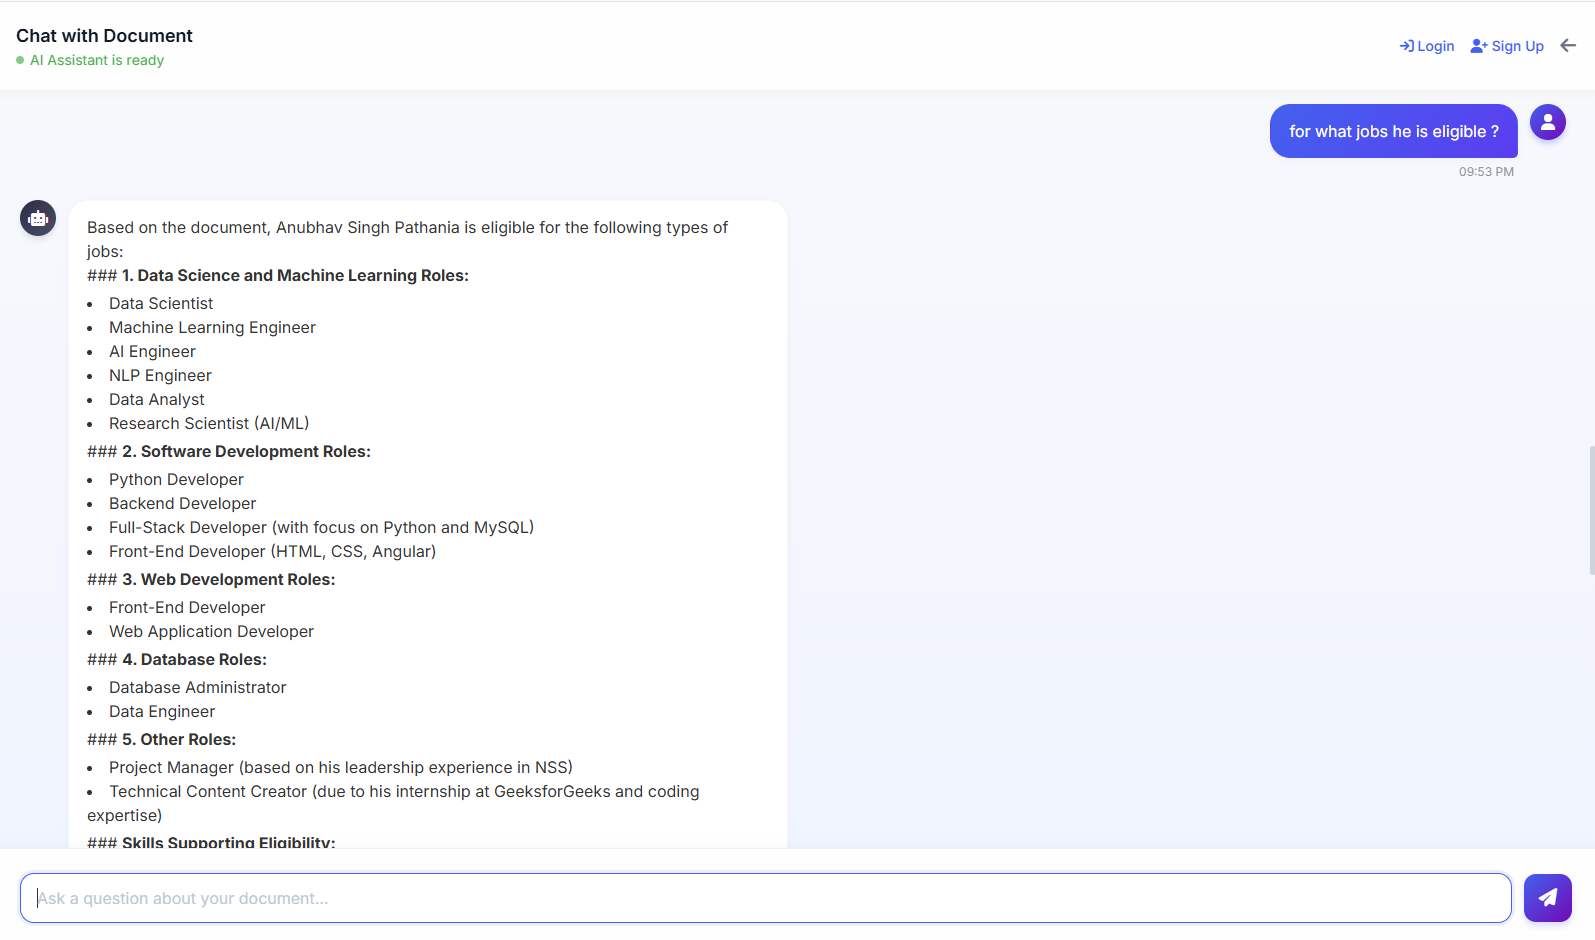 Chat with Document
AI Assistant is ready
Login
Sign Up
for what jobs he is eligible ?
09:53 PM
Based on the document, Anubhav Singh Pathania is eligible for the following types of
jobs:
### 1. Data Science and Machine Learning Roles:
• Data Scientist
• Machine Learning Engineer
• AI Engineer
• NLP Engineer
• Data Analyst
• Research Scientist (AI/ML)
### 2. Software Development Roles:
• Python Developer
• Backend Developer
• Full-Stack Developer (with focus on Python and MySQL)
• Front-End Developer (HTML, CSS, Angular)
### 3. Web Development Roles:
• Front-End Developer
• Web Application Developer
### 4. Database Roles:
• Database Administrator
• Data Engineer
### 5. Other Roles:
• Project Manager (based on his leadership experience in NSS)
• Technical Content Creator (due to his internship at GeeksforGeeks and coding
expertise)
### Skills Supporting Eligibility:
Ask a question about your document...